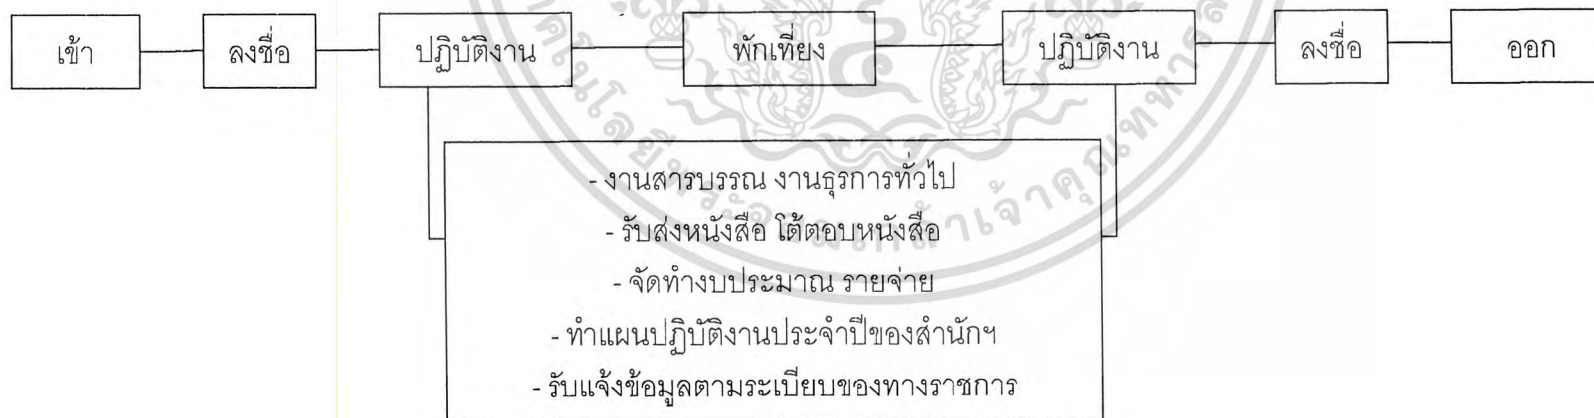 เข้า
ลงชื่อ
ปฏิบัติงาน
พักเที่ยง
ปฏิบัติงาน
ลงชื่อ
ออก
- งานสารบรรณ งานธุรการทั่วไป
- รับส่งหนังสือ โต้ตอบหนังสือ
- จัดทำงบประมาณ รายจ่าย
- ทำแผนปฏิบัติงานประจำปีของสำนักฯ
- รับแจ้งข้อมูลตามระเบียบของทางราชการ